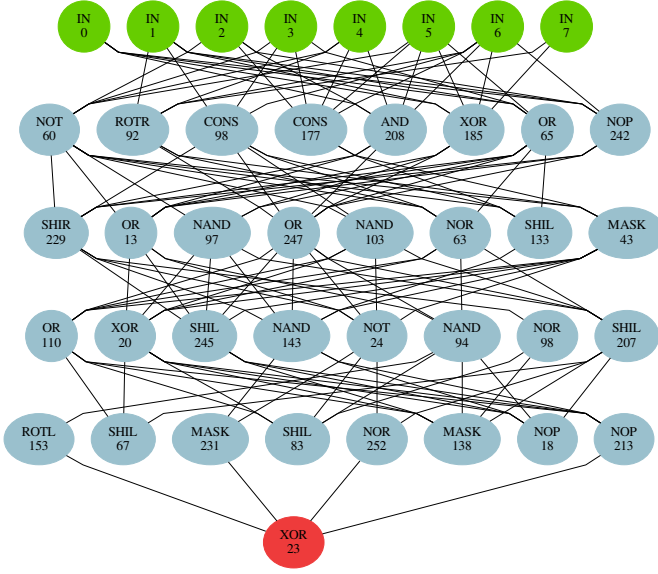 IN IN IN IN IN IN IN IN
0 1 2 3 4 5 6 7
NOT ROTR CONS CONS AND XOR OR NOP
60 92 98 177 208 185 65 242
SHIR OR NAND OR NAND NOR SHIL MASK
229 13 97 247 103 63 133 43
OR XOR SHIL NAND NOT NAND NOR SHIL
110 20 245 143 24 94 98 207
ROTL SHIL MASK SHIL NOR MASK NOP NOP
153 67 231 83 252 138 18 213
XOR
23